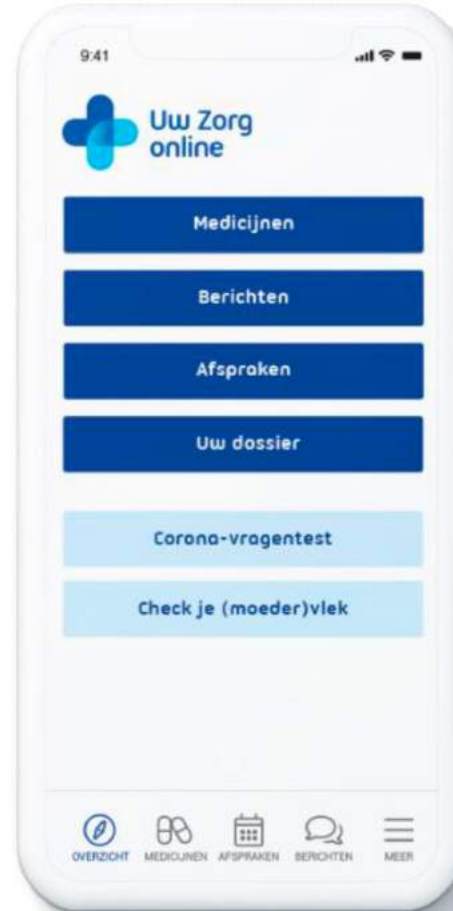 9:41
Uw Zorg
online
Medicijnen
Berichten
Afspraken
Uw dossier
Corona-vragentest
Check je (moeder)vlek
OVERZICHT MEDICIJNEN AFSPRAKEN BERICHTEN MEER